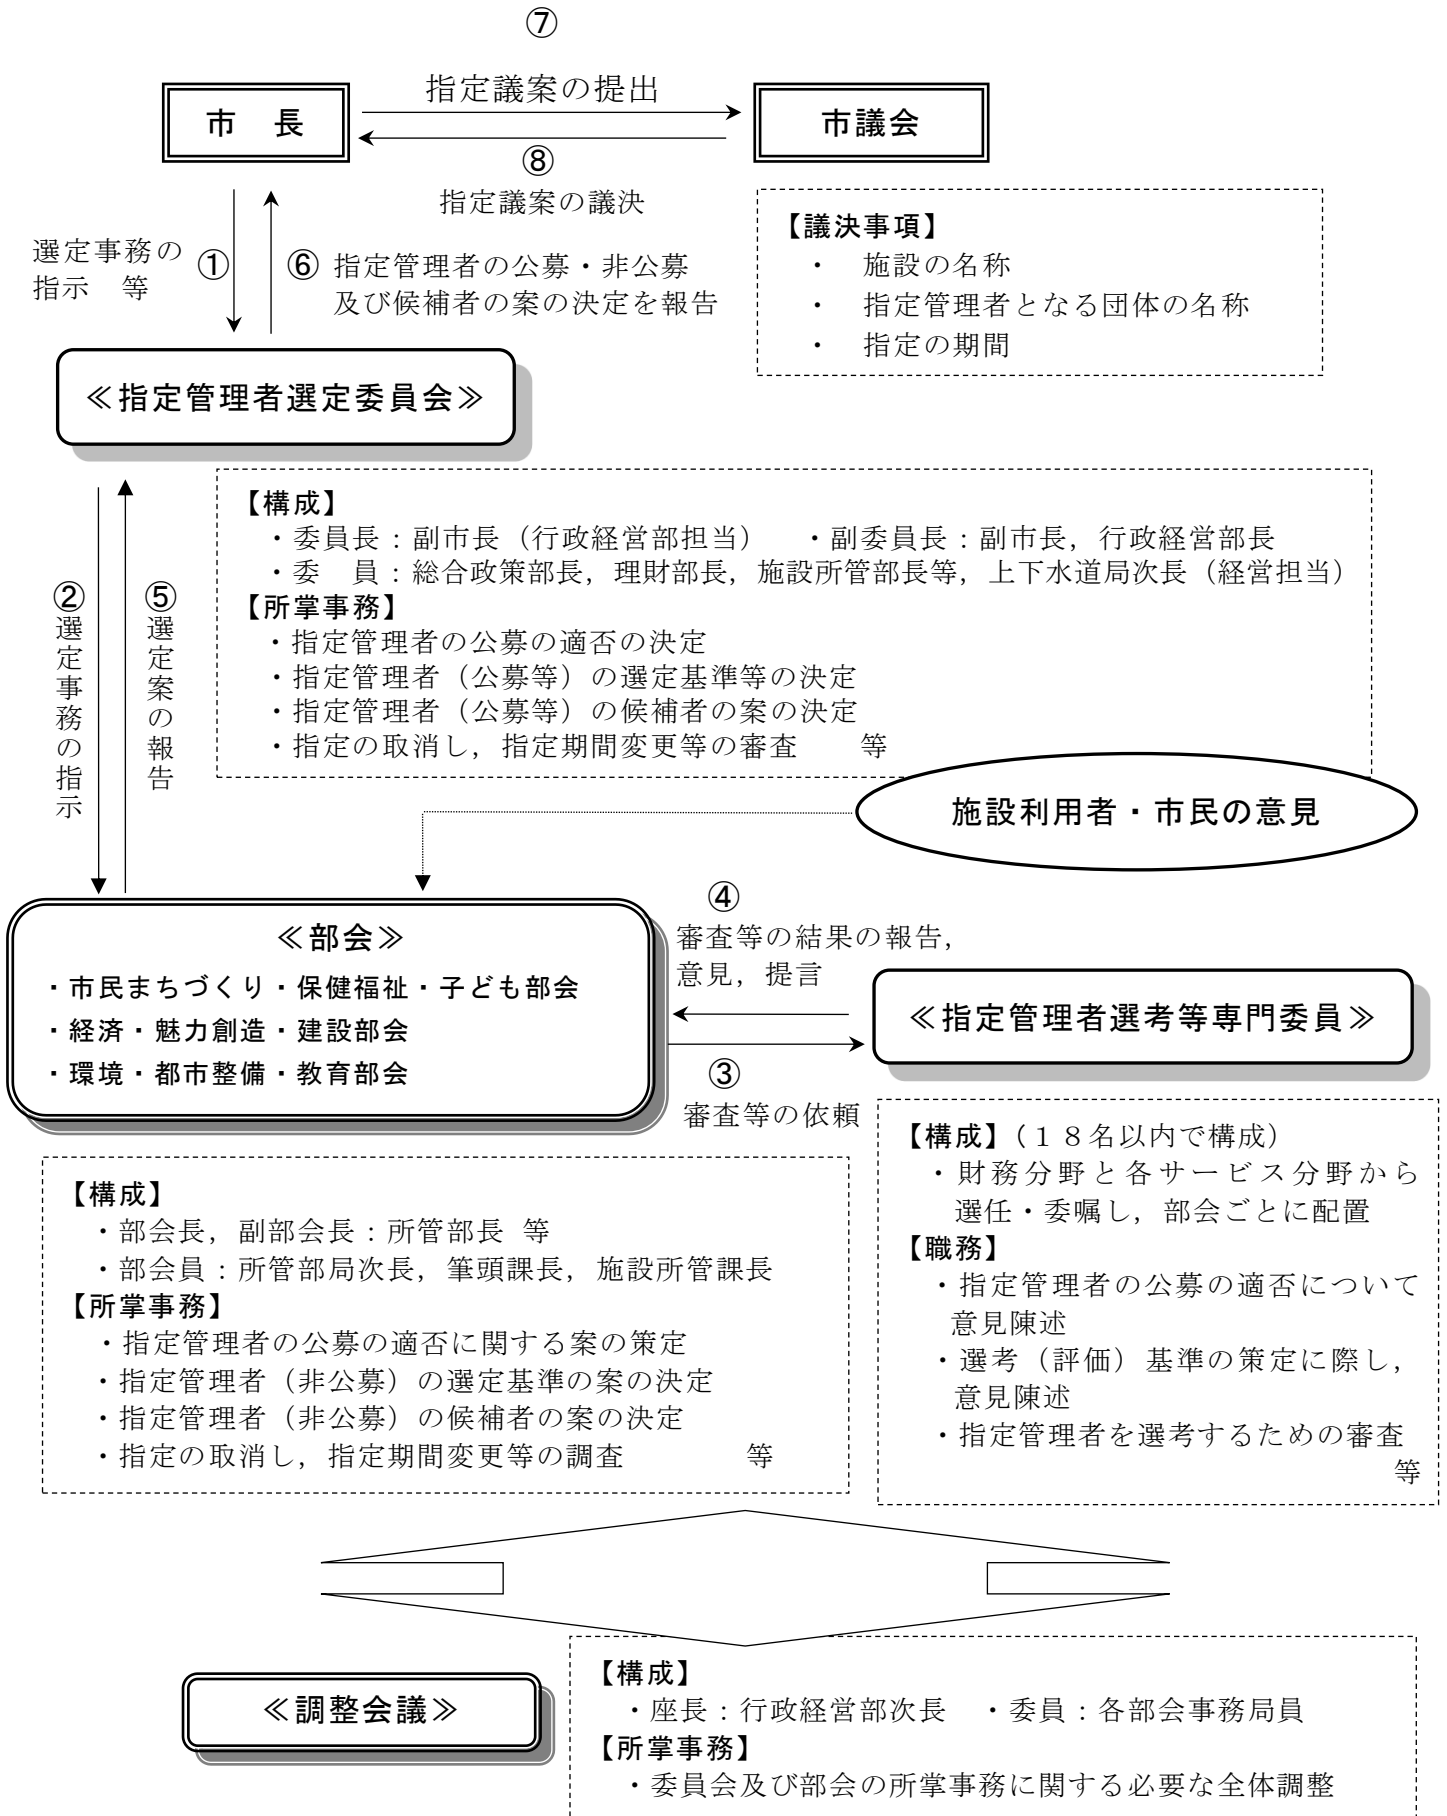 ⑦
指定議案の提出
市　長
市議会
⑧
指定議案の議決
選定事務の
指示　等
①
⑥ 指定管理者の公募・非公募
及び候補者の案の決定を報告
【議決事項】
・　施設の名称
・　指定管理者となる団体の名称
・　指定の期間
≪指定管理者選定委員会≫
【構成】
・委員長：副市長（行政経営部担当）　・副委員長：副市長，行政経営部長
・委　員：総合政策部長，理財部長，施設所管部長等，上下水道局次長（経営担当）
【所掌事務】
・指定管理者の公募の適否の決定
・指定管理者（公募等）の選定基準等の決定
・指定管理者（公募等）の候補者の案の決定
・指定の取消し，指定期間変更等の審査　　等
②選定事務の指示
⑤選定案の報告
施設利用者・市民の意見
≪部会≫
・市民まちづくり・保健福祉・子ども部会
・経済・魅力創造・建設部会
・環境・都市整備・教育部会
④
審査等の結果の報告，
意見，提言
≪指定管理者選考等専門委員≫
③
審査等の依頼
【構成】
・部会長，副部会長：所管部長 等
・部会員：所管部局次長，筆頭課長，施設所管課長
【所掌事務】
・指定管理者の公募の適否に関する案の策定
・指定管理者（非公募）の選定基準の案の決定
・指定管理者（非公募）の候補者の案の決定
・指定の取消し，指定期間変更等の調査　　　　等
【構成】（１８名以内で構成）
・財務分野と各サービス分野から
選任・委嘱し，部会ごとに配置
【職務】
・指定管理者の公募の適否について
意見陳述
・選考（評価）基準の策定に際し，
意見陳述
・指定管理者を選考するための審査
等
≪調整会議≫
【構成】
・座長：行政経営部次長　・委員：各部会事務局員
【所掌事務】
・委員会及び部会の所掌事務に関する必要な全体調整